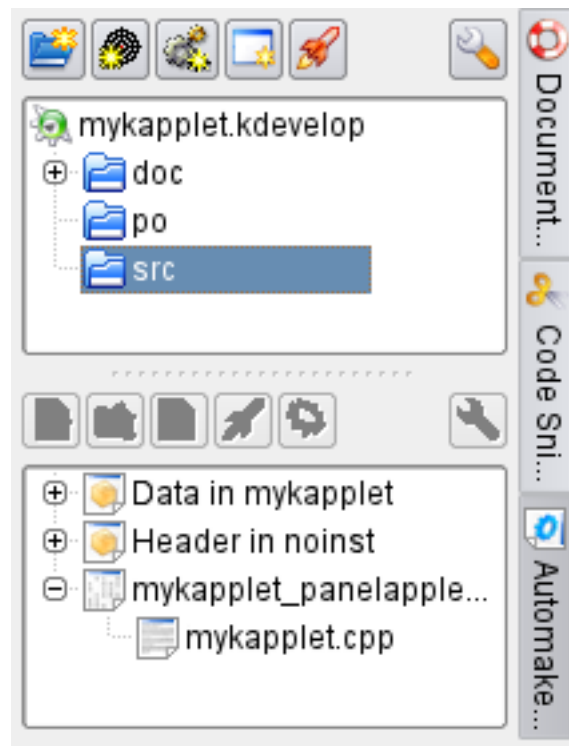 mykapplet.kdevelop
doc
po
src
Data in mykapplet
Header in noinst
mykapplet_panelapple...
mykapplet.cpp
Document...
Code Sni...
Automake...